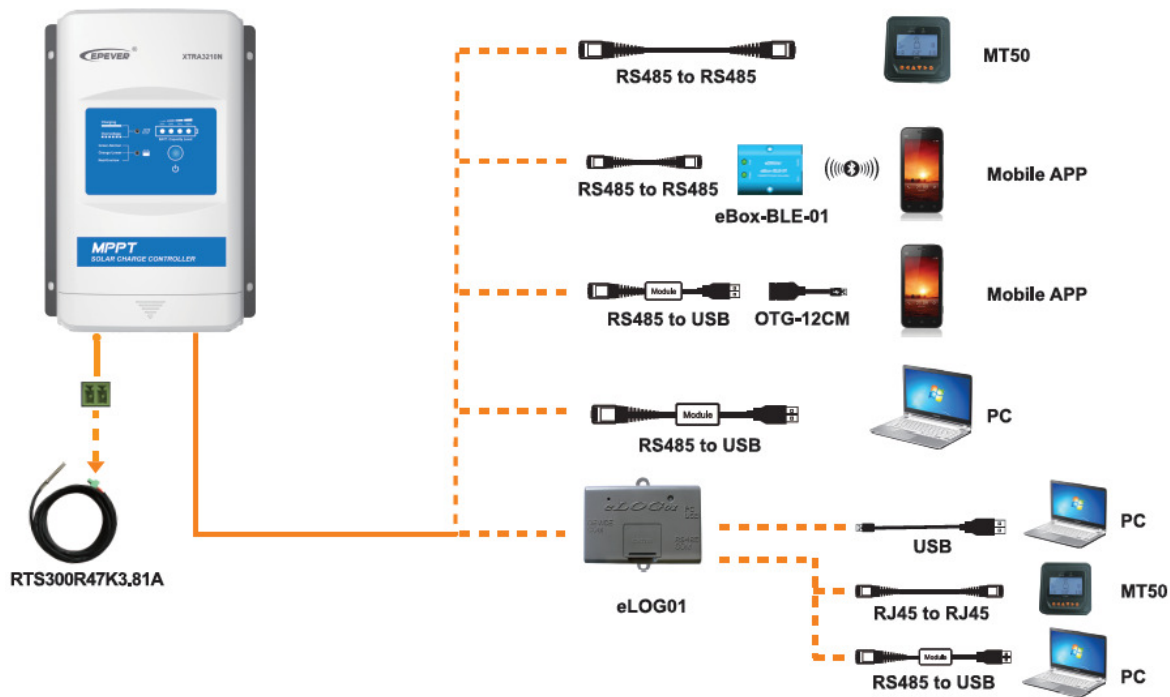 EPEVER®
XTRA3210N
Charging
MPPT
SOLAR CHARGE CONTROLLER
RTS300R47K3.81A
RS485 to RS485
MT50
RS485 to RS485
eBox-BLE-01
Mobile APP
Module
RS485 to USB
OTG-12CM
Mobile APP
Module
RS485 to USB
PC
eLOG01
eLOG01
USB
PC
RJ45 to RJ45
MT50
Module
RS485 to USB
PC